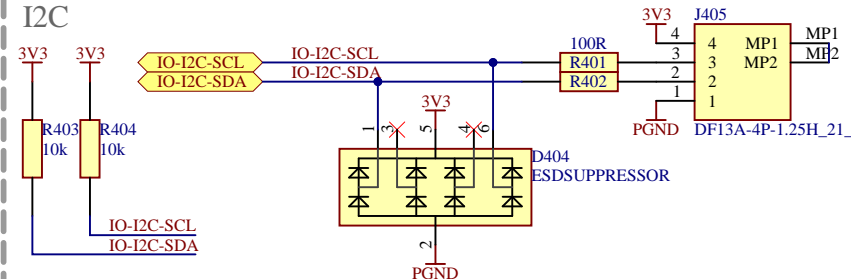 I2C
3V3
3V3
R403
10k
R404
10k
IO-I2C-SCL
IO-I2C-SDA
IO-I2C-SCL
IO-I2C-SDA
IO-I2C-SCL
IO-I2C-SDA
100R
R401
R402
3V3
PGND
4
3
2
1
J405
4
3
2
1
MP1
MP2
MP1
MP2
DF13A-4P-1.25H_21_
3V3
1
3
5
4
6
D404
ESDSUPPRESSOR
2
PGND